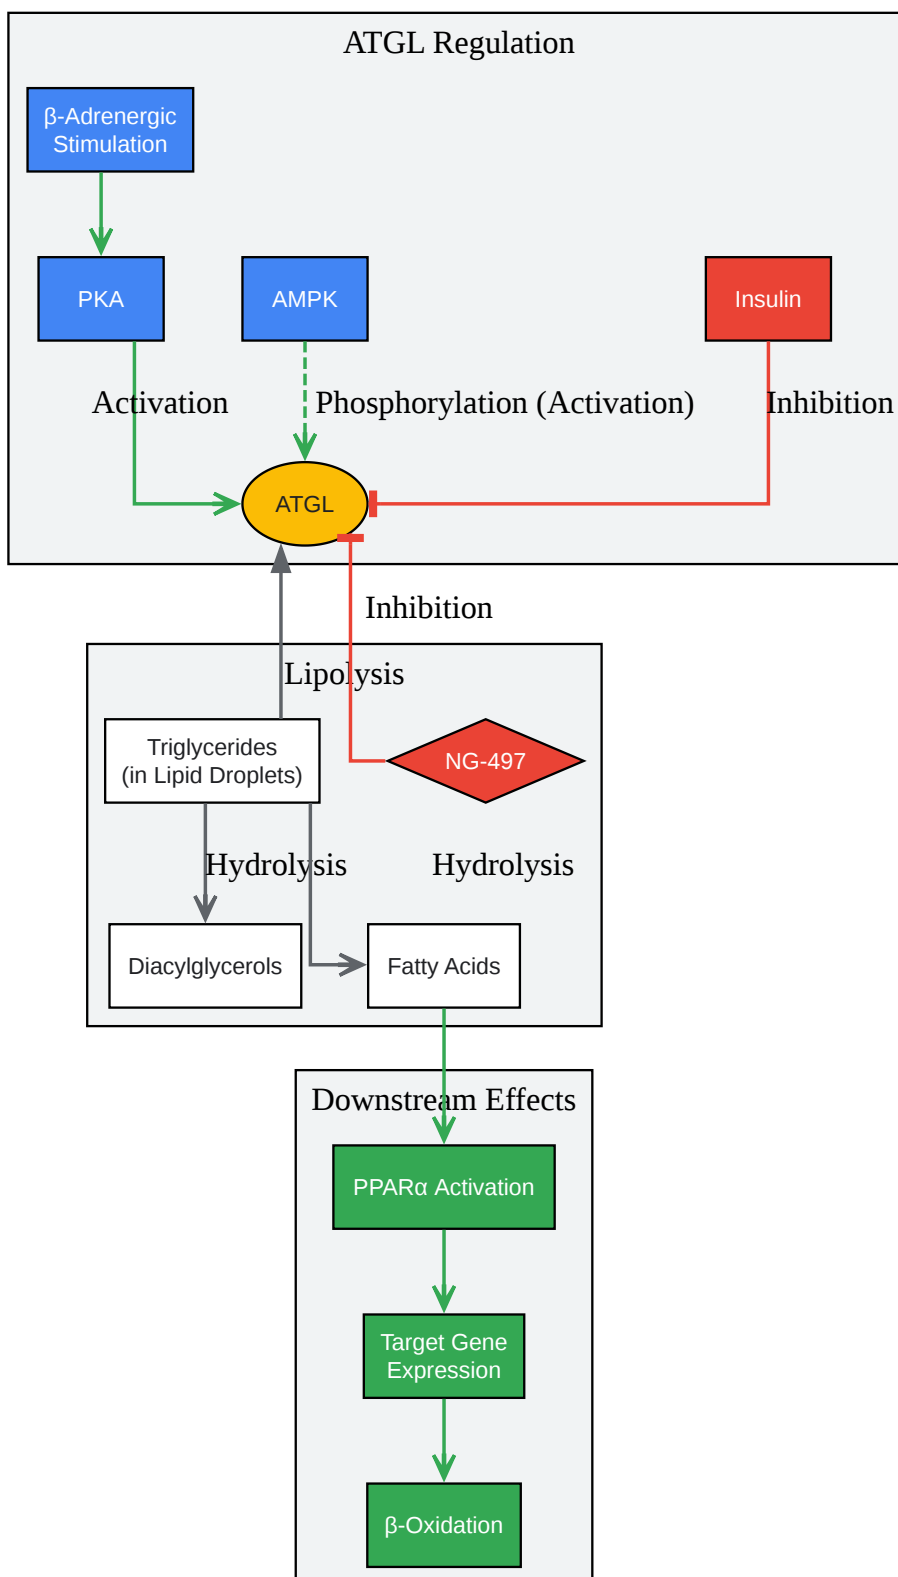 ATGL Regulation
β-Adrenergic
Stimulation
PKA
AMPK
Insulin
Activation
Phosphorylation (Activation)
Inhibition
ATGL
Inhibition
Lipolysis
Triglycerides
(in Lipid Droplets)
NG-497
Hydrolysis
Hydrolysis
Diacylglycerols
Fatty Acids
Downstream Effects
PPARα Activation
Target Gene
Expression
β-Oxidation